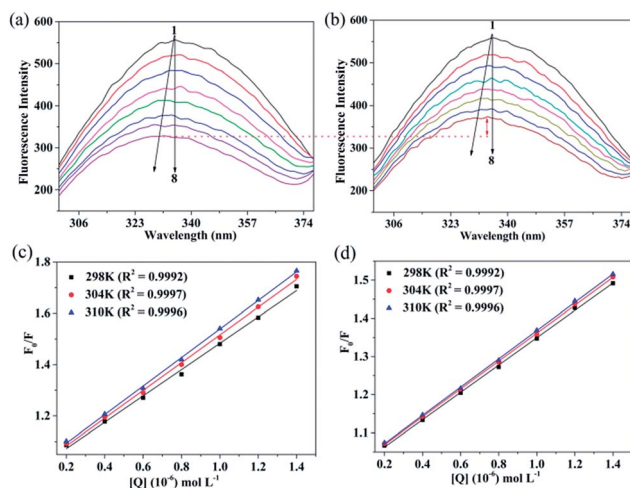 (a)
600
500
400
300
200
Fluorescence Intensity
1
8
306 323 340 357 374
Wavelength (nm)
(b)
600
500
400
300
200
Fluorescence Intensity
1
8
306 323 340 357 374
Wavelength (nm)
(c)
1.8
1.6
1.4
1.2
F₀/F
298K (R² = 0.9992)
304K (R² = 0.9997)
310K (R² = 0.9996)
0.2 0.4 0.6 0.8 1.0 1.2 1.4
[Q] (10⁻⁶) mol L⁻¹
(d)
1.5
1.4
1.3
1.2
1.1
F₀/F
298K (R² = 0.9992)
304K (R² = 0.9997)
310K (R² = 0.9996)
0.2 0.4 0.6 0.8 1.0 1.2 1.4
[Q] (10⁻⁶) mol L⁻¹